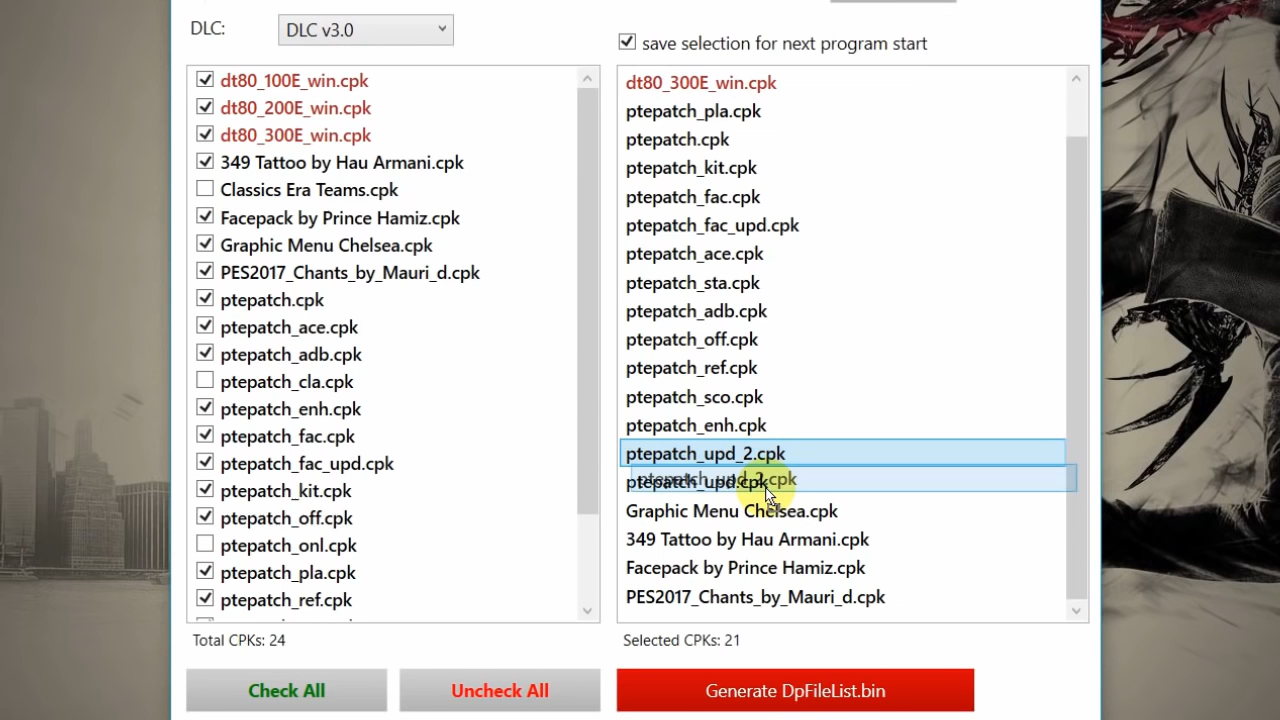 DLC:
DLC v3.0
save selection for next program start
dt80_100E_win.cpk
dt80_200E_win.cpk
dt80_300E_win.cpk
349 Tattoo by Hau Armani.cpk
Classics Era Teams.cpk
Facepack by Prince Hamiz.cpk
Graphic Menu Chelsea.cpk
PES2017_Chants_by_Mauri_d.cpk
ptepatch.cpk
ptepatch_ace.cpk
ptepatch_adb.cpk
ptepatch_cla.cpk
ptepatch_enh.cpk
ptepatch_fac.cpk
ptepatch_fac_upd.cpk
ptepatch_kit.cpk
ptepatch_off.cpk
ptepatch_onl.cpk
ptepatch_pla.cpk
ptepatch_ref.cpk
Total CPKs: 24
Check All
Uncheck All
dt80_300E_win.cpk
ptepatch_pla.cpk
ptepatch.cpk
ptepatch_kit.cpk
ptepatch_fac.cpk
ptepatch_fac_upd.cpk
ptepatch_ace.cpk
ptepatch_sta.cpk
ptepatch_adb.cpk
ptepatch_off.cpk
ptepatch_ref.cpk
ptepatch_sco.cpk
ptepatch_enh.cpk
ptepatch_upd_2.cpk
ptepatch_upd_2.cpk
ptepatch_upd.cpk
Graphic Menu Chelsea.cpk
349 Tattoo by Hau Armani.cpk
Facepack by Prince Hamiz.cpk
PES2017_Chants_by_Mauri_d.cpk
Selected CPKs: 21
Generate DpFileList.bin